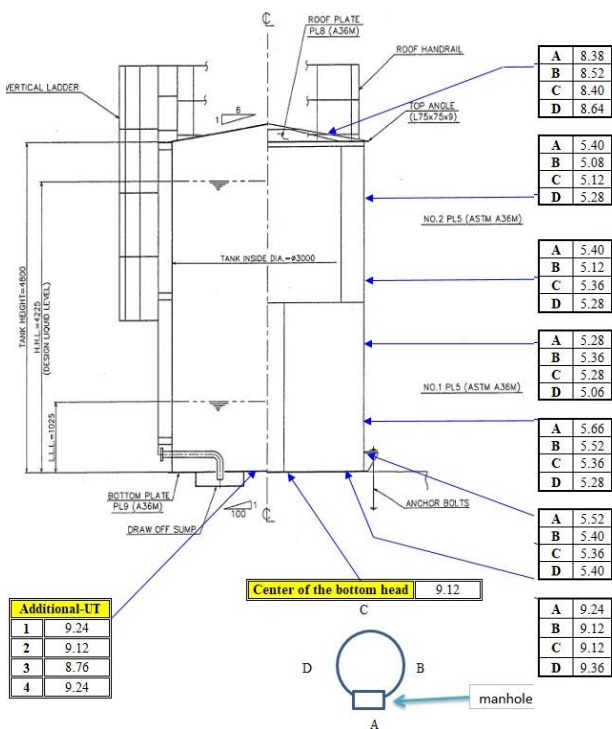 ℄
ROOF PLATE
PL8 (A36M)
ROOF HANDRAIL
VERTICAL LADDER
6
1
TOP ANGLE
(L75x75x9)
A 8.38
B 8.52
C 8.40
D 8.64
A 5.40
B 5.08
C 5.12
D 5.28
NO.2 PL5 (ASTM A36M)
TANK INSIDE DIA.=ø3000
TANK HEIGHT=4800
H.H.L.=4225
(DESIGN LIQUID LEVEL)
A 5.40
B 5.12
C 5.36
D 5.28
A 5.28
B 5.36
C 5.28
D 5.06
NO.1 PL5 (ASTM A36M)
L.L.L.=1025
A 5.66
B 5.52
C 5.36
D 5.28
BOTTOM PLATE
PL9 (A36M)
DRAW OFF SUMP
1
100
℄
ANCHOR BOLTS
A 5.52
B 5.40
C 5.36
D 5.40
Center of the bottom head 9.12
Additional-UT
1 9.24
2 9.12
3 8.76
4 9.24
A 9.24
B 9.12
C 9.12
D 9.36
C
D
B
A
manhole